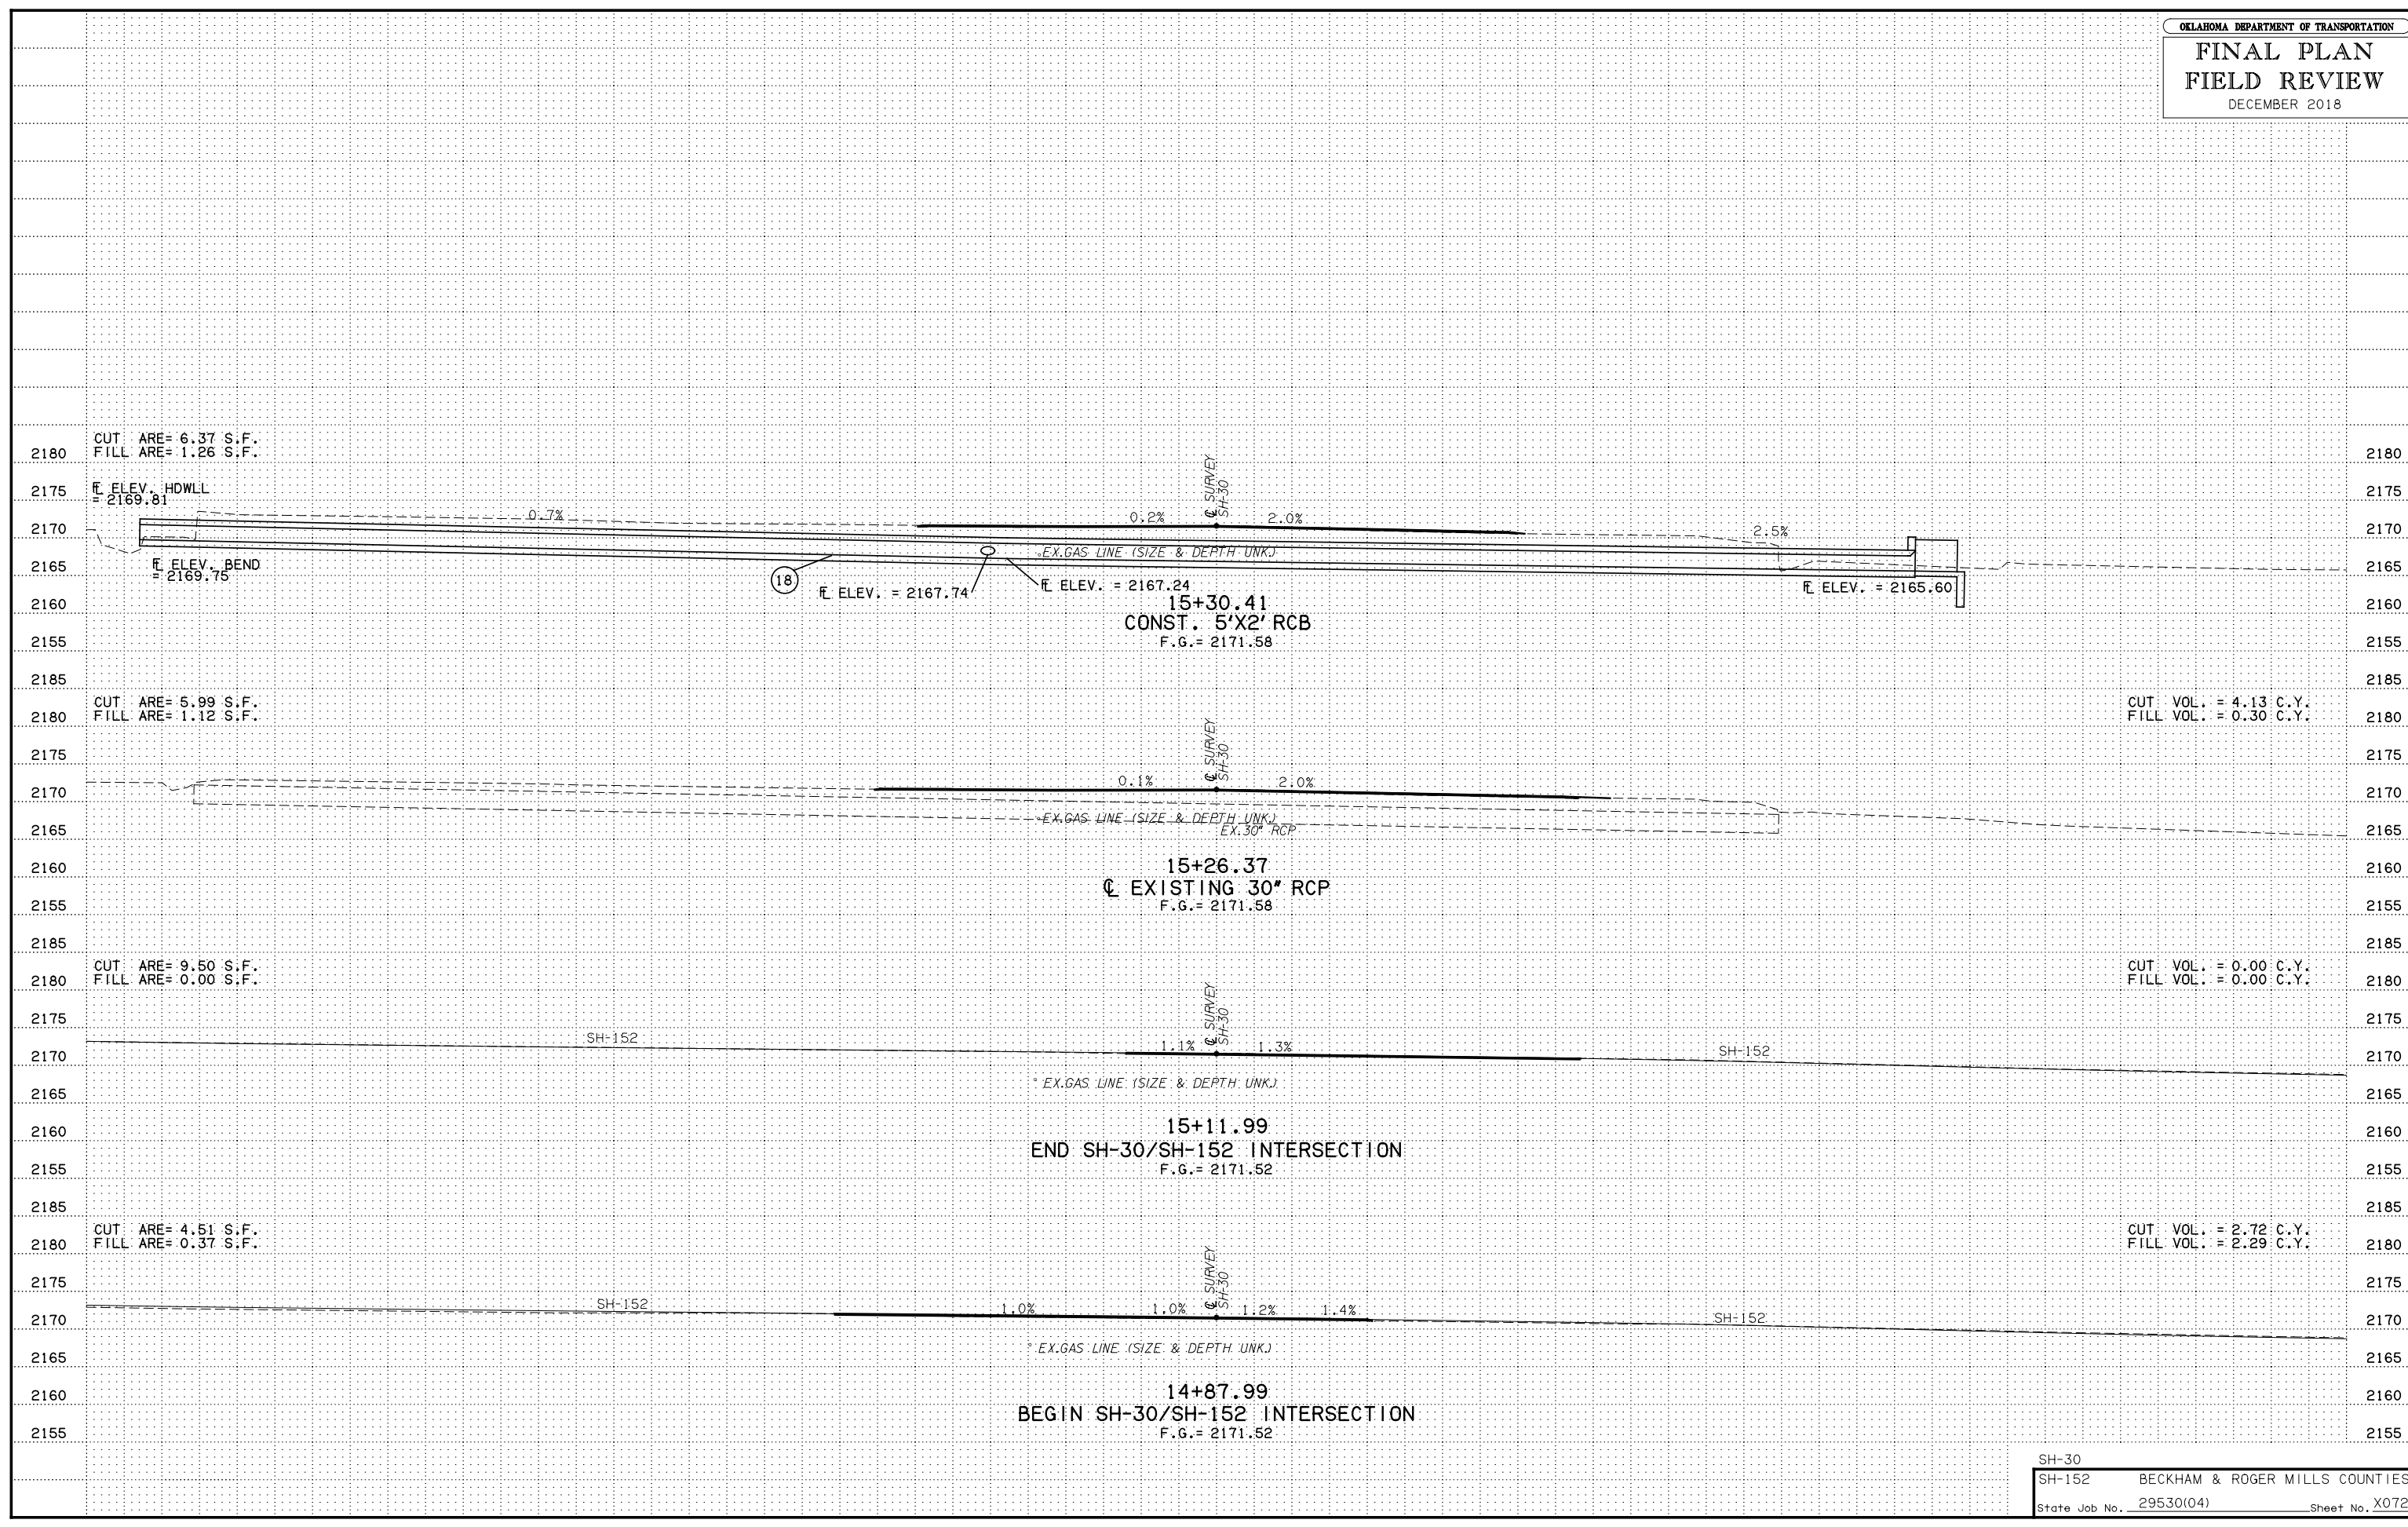 OKLAHOMA DEPARTMENT OF TRANSPORTATION
FINAL PLAN
FIELD REVIEW
DECEMBER 2018
CUT ARE= 6.37 S.F.
FILL ARE= 1.26 S.F.
2180 2180
2175 2175
2170 2170
2165 2165
2160 2160
2155 2155
FL ELEV. HDWLL
= 2169.81
FL ELEV. BEND
= 2169.75
0.7%
0.2%
℄ SURVEY
SH-30
2.0%
2.5%
EX.GAS LINE (SIZE & DEPTH UNK.)
18
FL ELEV. = 2167.74
FL ELEV. = 2167.24
FL ELEV. = 2165.60
15+30.41
CONST. 5'X2' RCB
F.G.= 2171.58
2185 2185
CUT ARE= 5.99 S.F.
FILL ARE= 1.12 S.F.
CUT VOL. = 4.13 C.Y.
FILL VOL. = 0.30 C.Y.
2180 2180
2175 2175
2170 2170
2165 2165
2160 2160
2155 2155
0.1%
℄ SURVEY
SH-30
2.0%
EX.GAS LINE (SIZE & DEPTH UNK.)
EX.30" RCP
15+26.37
℄ EXISTING 30" RCP
F.G.= 2171.58
2185 2185
CUT ARE= 9.50 S.F.
FILL ARE= 0.00 S.F.
CUT VOL. = 0.00 C.Y.
FILL VOL. = 0.00 C.Y.
2180 2180
2175 2175
2170 2170
2165 2165
2160 2160
2155 2155
SH-152
1.1%
℄ SURVEY
SH-30
1.3%
SH-152
EX.GAS LINE (SIZE & DEPTH UNK.)
15+11.99
END SH-30/SH-152 INTERSECTION
F.G.= 2171.52
2185 2185
CUT ARE= 4.51 S.F.
FILL ARE= 0.37 S.F.
CUT VOL. = 2.72 C.Y.
FILL VOL. = 2.29 C.Y.
2180 2180
2175 2175
2170 2170
2165 2165
2160 2160
2155 2155
SH-152
1.0%
1.0%
℄ SURVEY
SH-30
1.2%
1.4%
SH-152
EX.GAS LINE (SIZE & DEPTH UNK.)
14+87.99
BEGIN SH-30/SH-152 INTERSECTION
F.G.= 2171.52
SH-30
SH-152 BECKHAM & ROGER MILLS COUNTIES
State Job No. 29530(04) Sheet No. X072